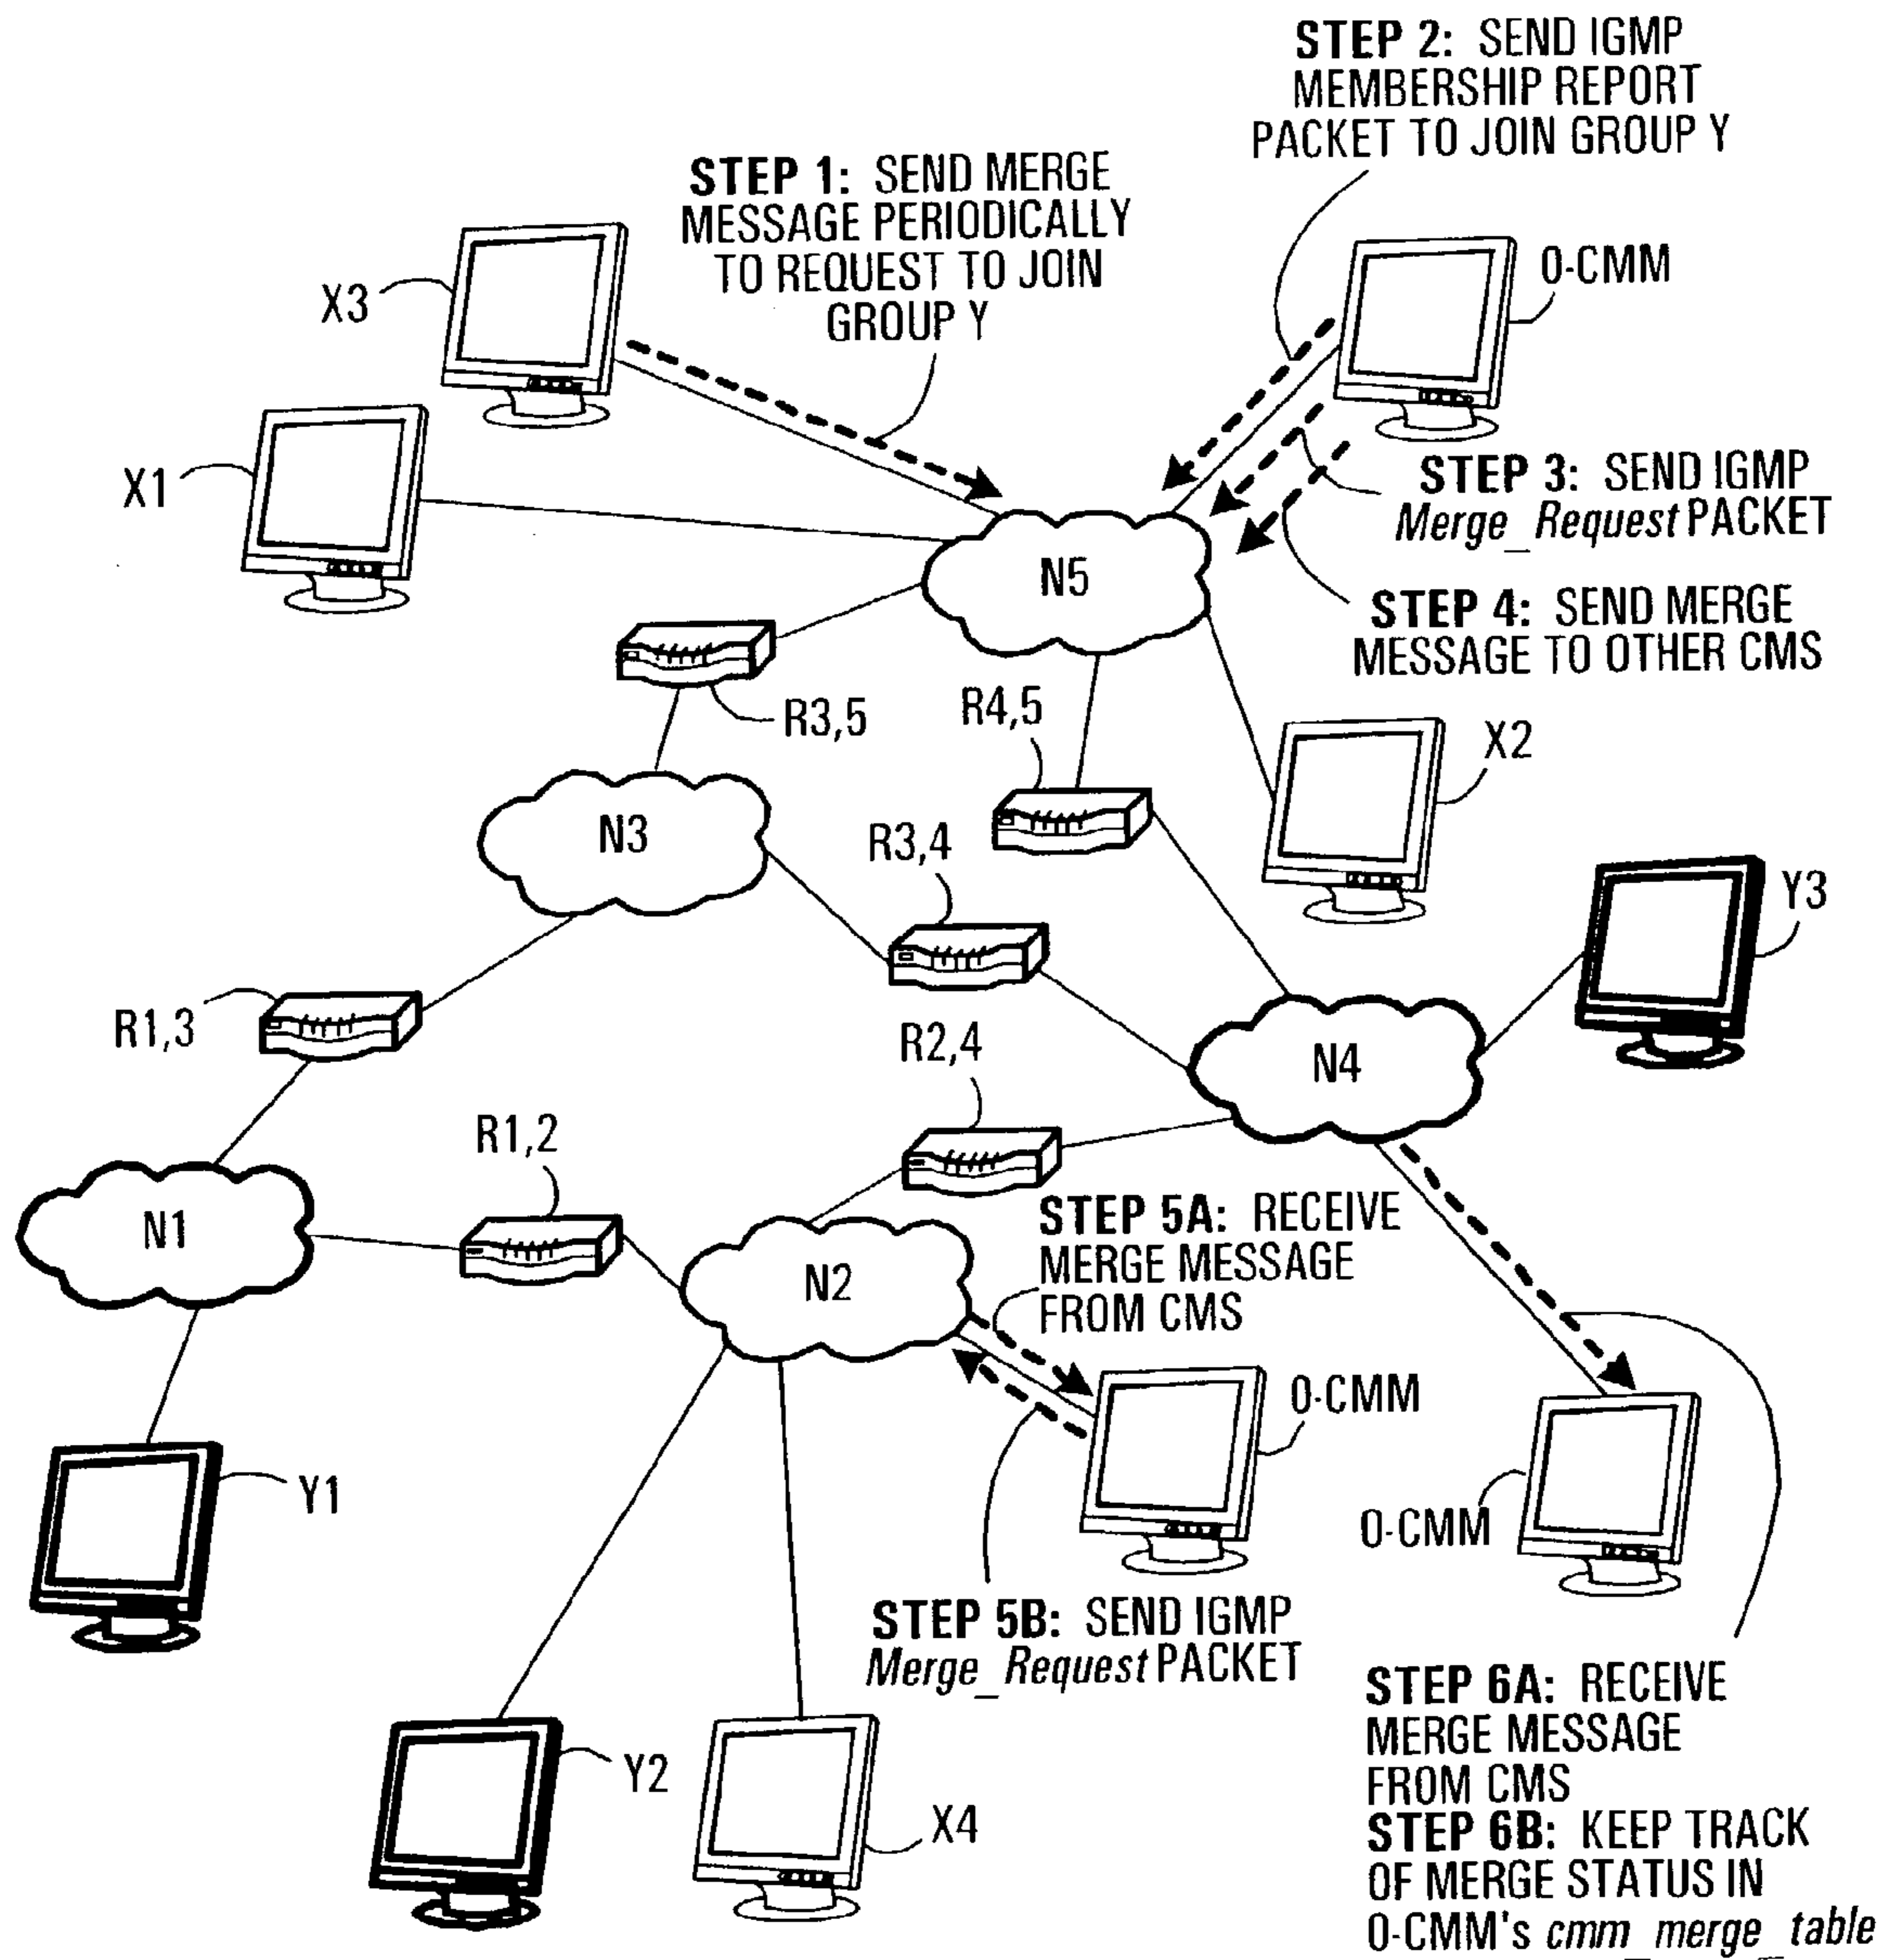 STEP 2: SEND IGMP
MEMBERSHIP REPORT
PACKET TO JOIN GROUP Y
STEP 1: SEND MERGE
MESSAGE PERIODICALLY
TO REQUEST TO JOIN
GROUP Y
X3
0-CMM
X1
STEP 3: SEND IGMP
Merge_Request PACKET
N5
STEP 4: SEND MERGE
MESSAGE TO OTHER CMS
R3,5
R4,5
X2
N3
R3,4
Y3
R1,3
R2,4
N4
R1,2
N1
STEP 5A: RECEIVE
MERGE MESSAGE
FROM CMS
N2
0-CMM
Y1
0-CMM
STEP 5B: SEND IGMP
Merge_Request PACKET
Y2
X4
STEP 6A: RECEIVE
MERGE MESSAGE
FROM CMS
STEP 6B: KEEP TRACK
OF MERGE STATUS IN
0-CMM's cmm_merge_table